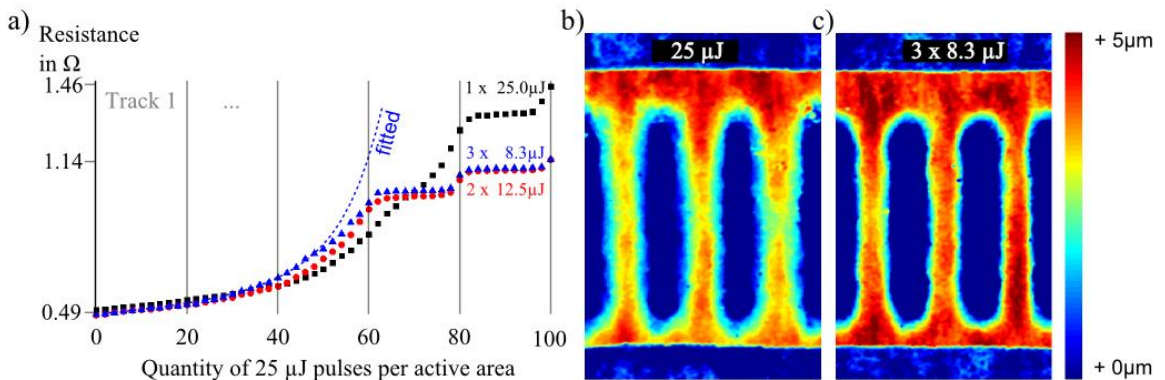 a)
Resistance
in Ω
1.46
1.14
0.49
Track 1 ...
fitted
1 x 25.0µJ
3 x 8.3µJ
2 x 12.5µJ
0 20 40 60 80 100
Quantity of 25 µJ pulses per active area
b)
25 µJ
c)
3 x 8.3 µJ
+ 5µm
+ 0µm